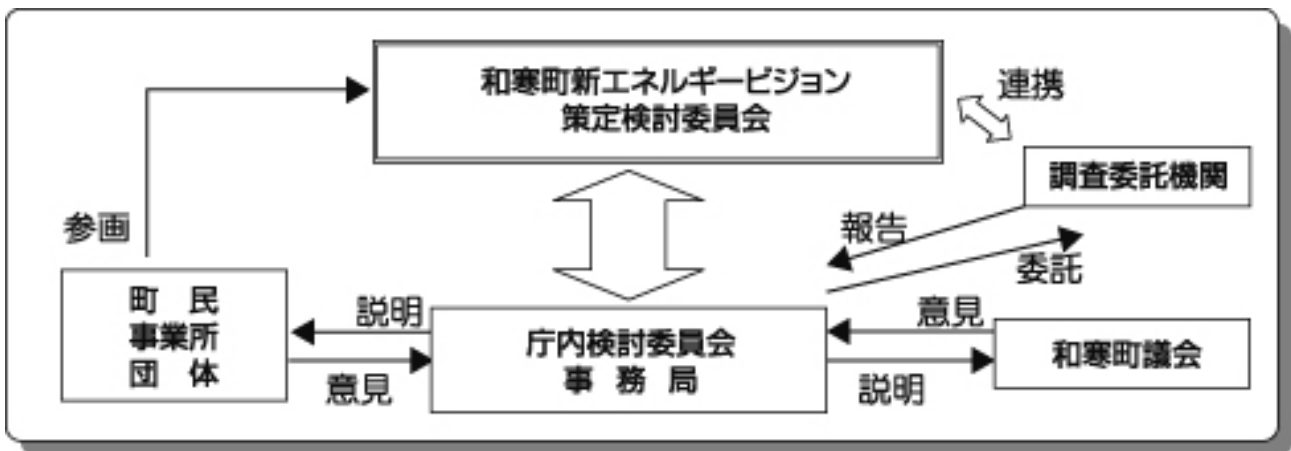 和寒町新エネルギービジョン
策定検討委員会
連携
調査委託機関
参画
報告
委託
町　民
事業所
団　体
説明
意見
庁内検討委員会
事　務　局
意見
説明
和寒町議会